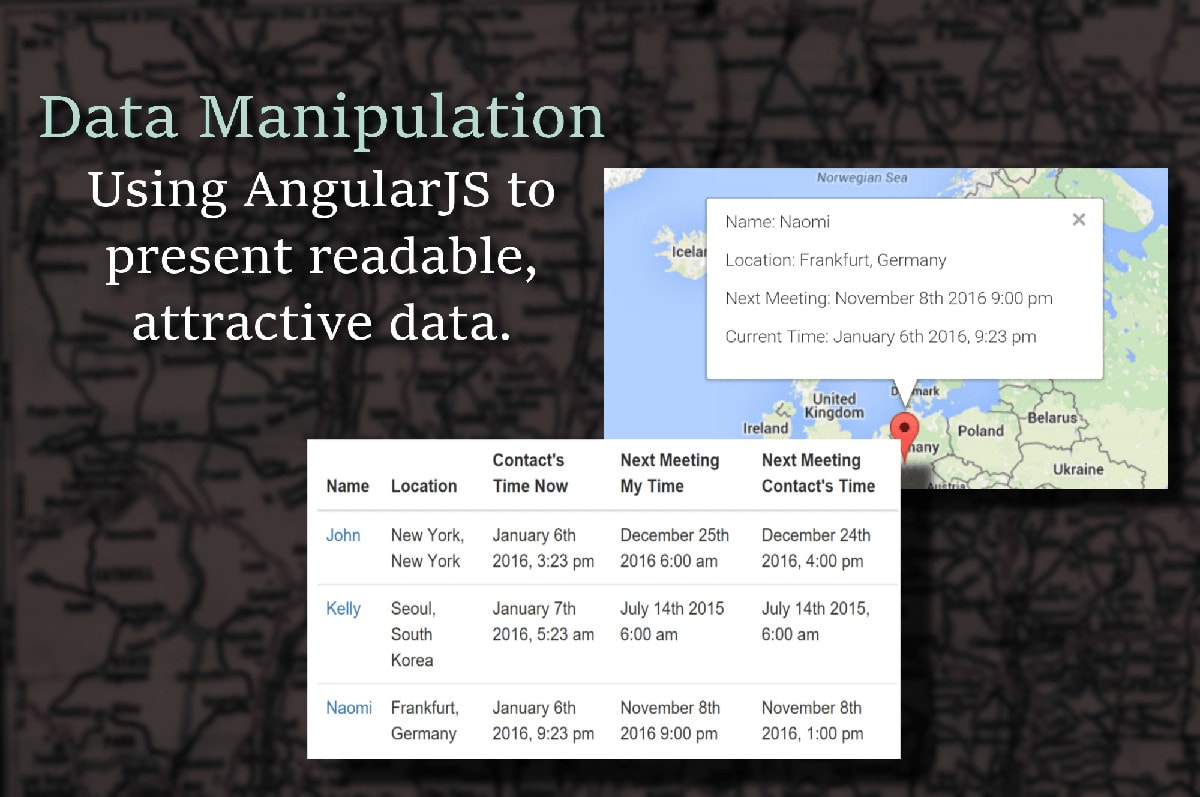 Data Manipulation
Using AngularJS to
present readable,
attractive data.
Norwegian Sea
Name: Naomi
×
Location: Frankfurt, Germany
Next Meeting: November 8th 2016 9:00 pm
Current Time: January 6th 2016, 9:23 pm
United
Kingdom
Ireland
Poland
Belarus
Ukraine
Contact's Next Meeting Next Meeting
Name Location Time Now My Time Contact's Time
John New York, January 6th December 25th December 24th
New York 2016, 3:23 pm 2016 6:00 am 2016, 4:00 pm
Kelly Seoul, January 7th July 14th 2015 July 14th 2015,
South 2016, 5:23 am 6:00 am 6:00 am
Korea
Naomi Frankfurt, January 6th November 8th November 8th
Germany 2016, 9:23 pm 2016 9:00 pm 2016, 1:00 pm